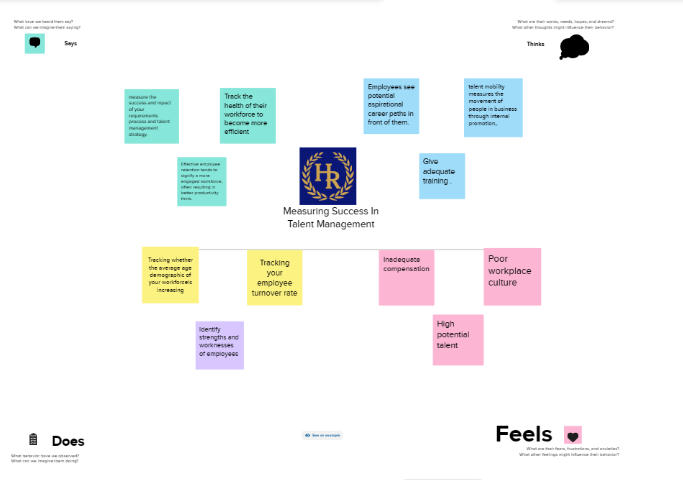 What have we heard them say?
What can we imagine them saying?
Says
What are their wants, needs, hopes, and dreams?
What other thoughts might influence their behavior?
Thinks
measure the
success and impact
of your
requirements
process and talent
management
strategy.
Track the
health of their
workforce to
become more
efficient
Employees see
potential
aspirational
career paths in
front of them.
talent mobility
measures the
movement of
people in business
through internal
promotion,.
Effective employee
retention tends to
signify a more
engaged workforce,
often resulting in
better productivity
HR
Give
adequate
training .
Measuring Success In
Talent Management
Tracking whether
the average age
demographic of
your workforceis
increasing
Tracking
your
employee
turnover rate
Inadequate
compensation
Poor
workplace
culture
Identify
strengths and
worknesses
of employees
High
potential
talent
Does
What behavior have we observed?
What can we imagine them doing?
See an example
Feels
What are their fears, frustrations, and anxieties?
What other feelings might influence their behavior?